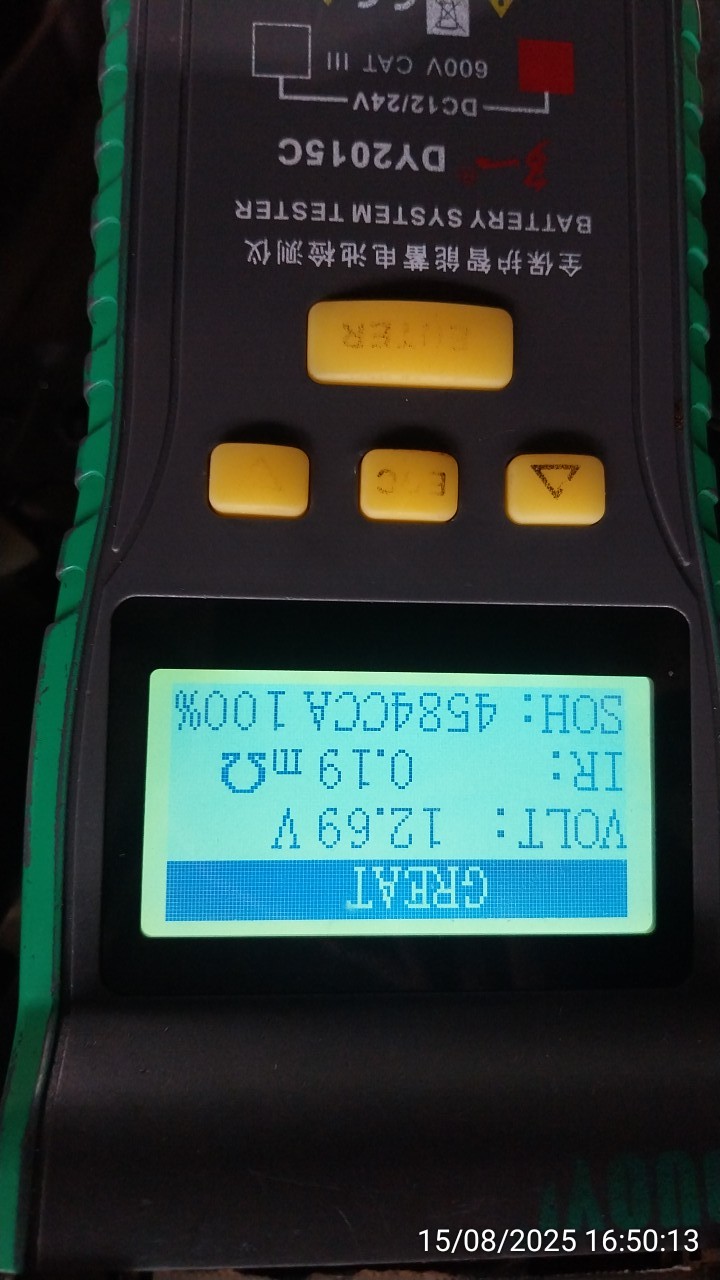 GREAT
VOLT: 12.69 V
IR: 0.19 mΩ
SOH: 4584CCA 100%
ESC
ENTER
全保护智能蓄电池检测仪
BATTERY SYSTEM TESTER
DY2015C
DC12/24V
600V CAT III
15/08/2025 16:50:13